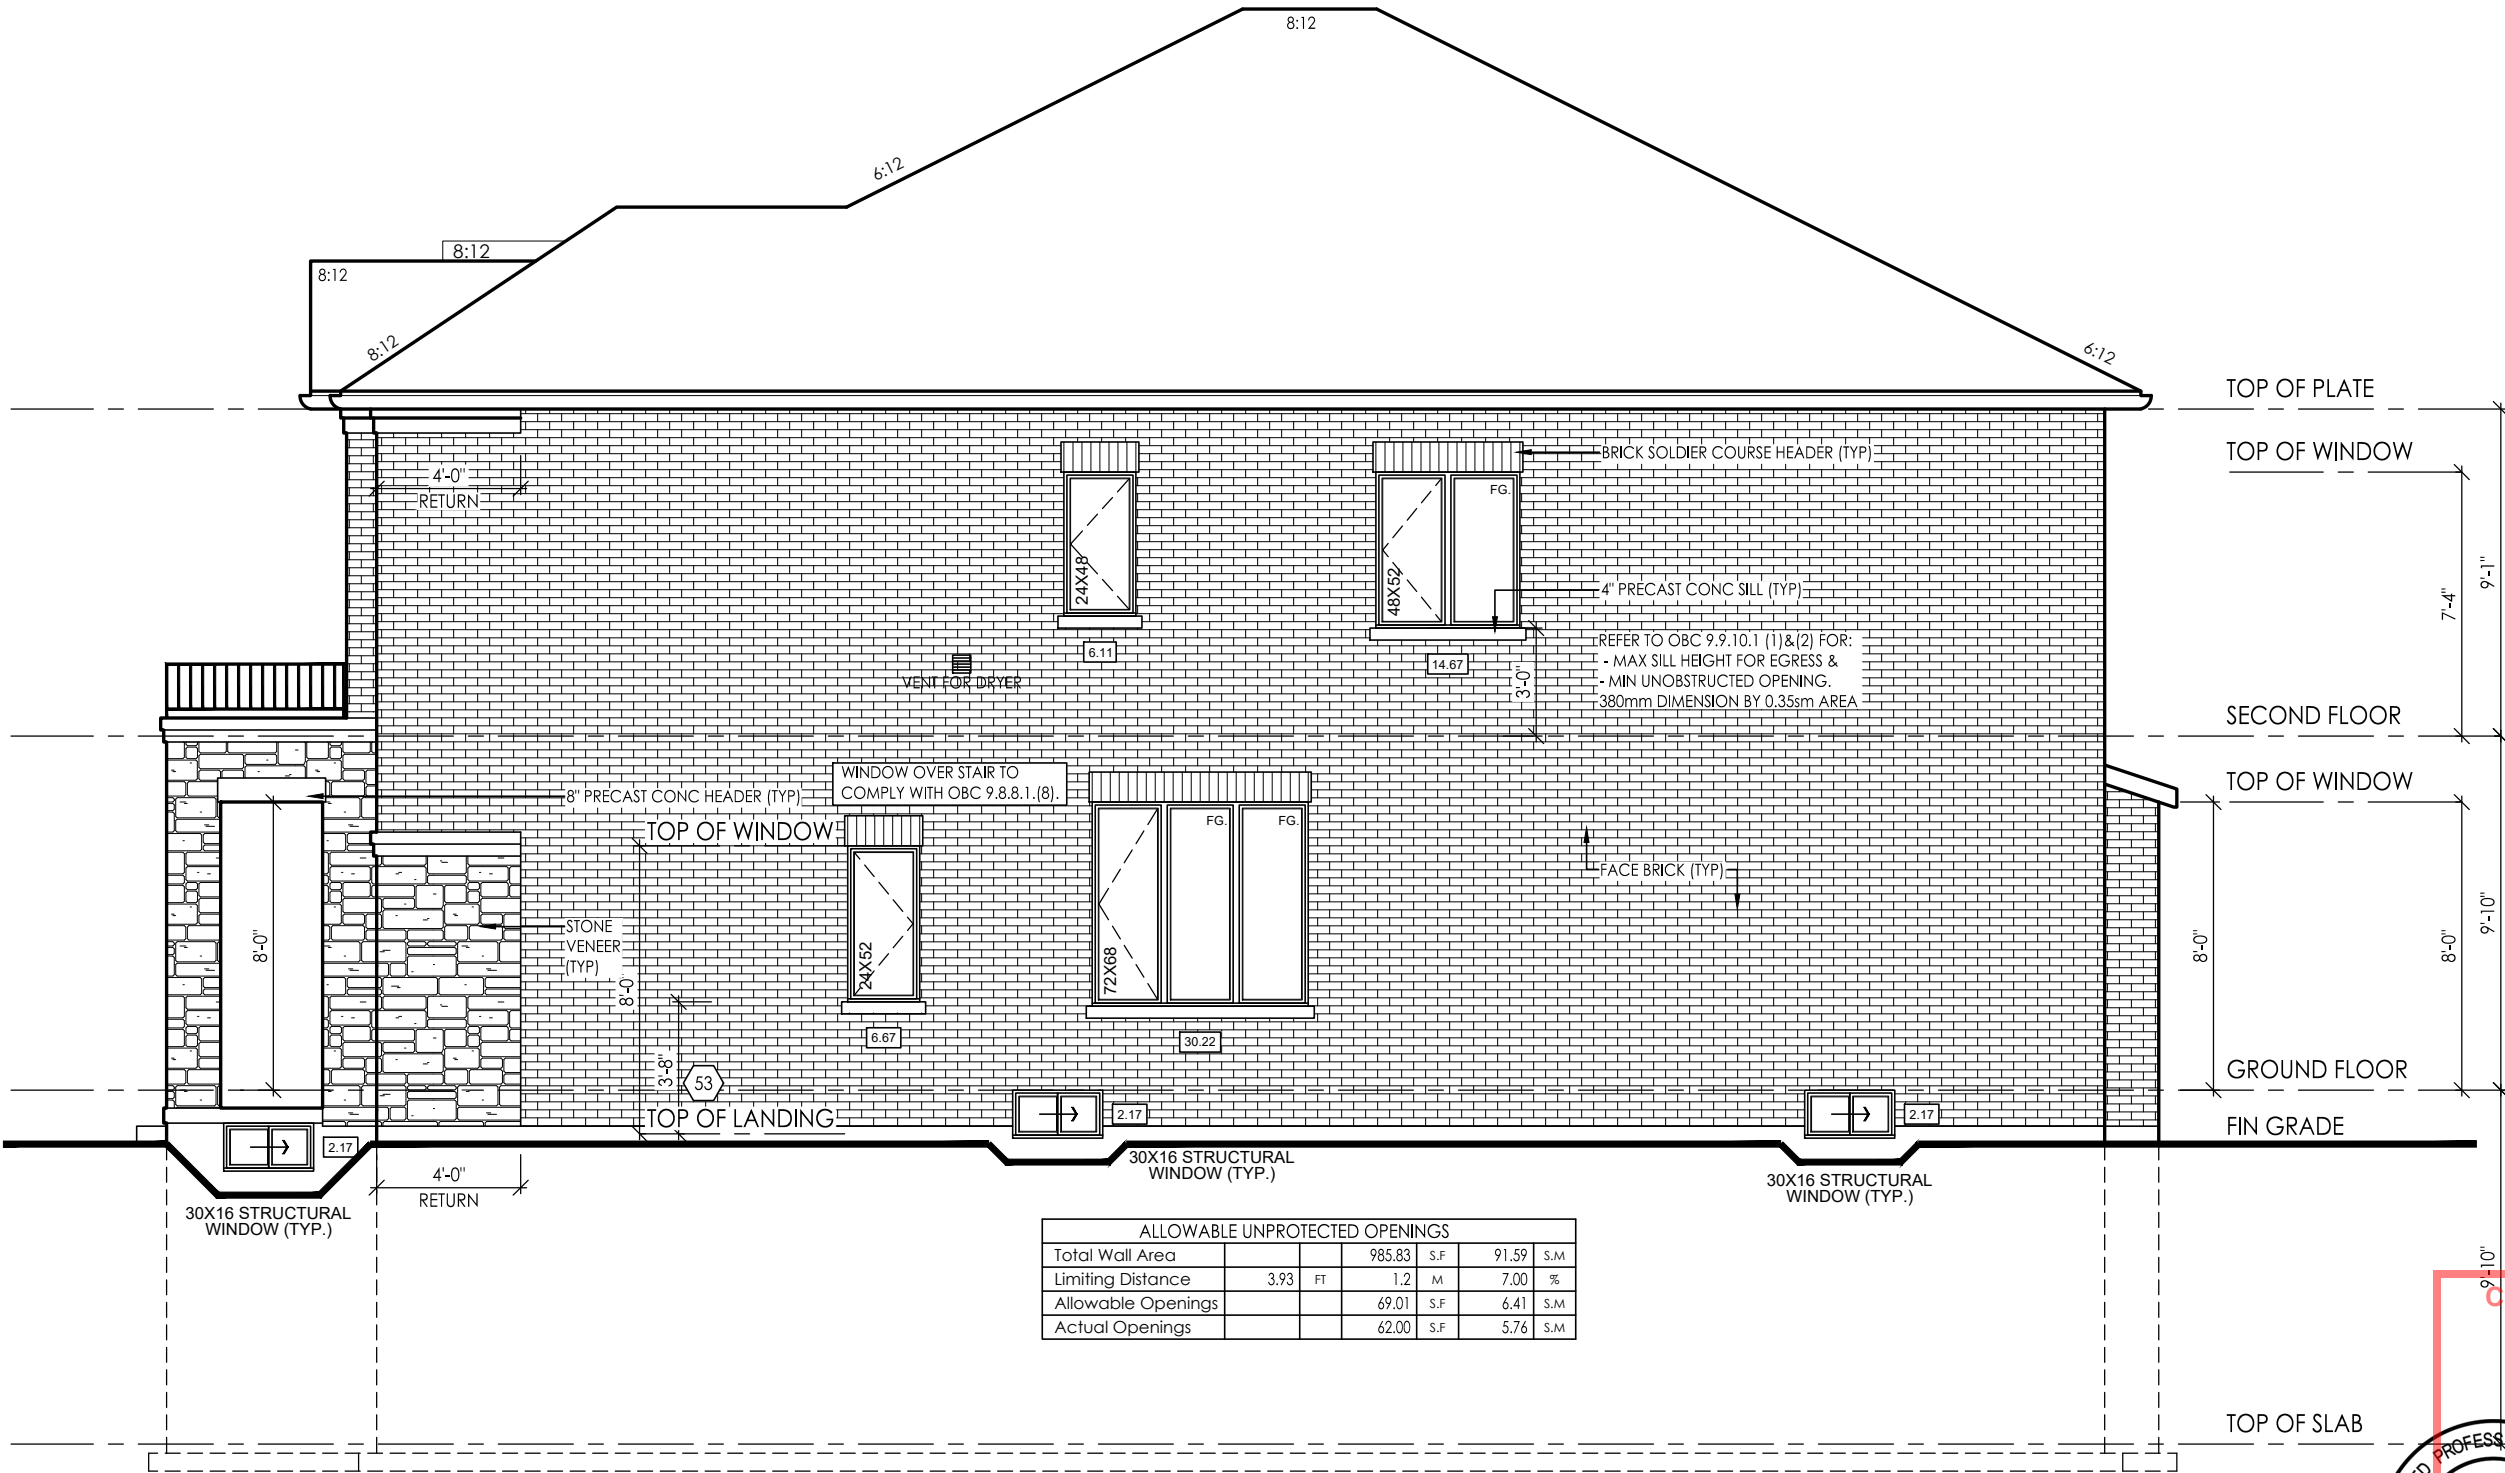 8:12
6:12
8:12
8:12
8:12
6:12
TOP OF PLATE
TOP OF WINDOW
BRICK SOLDIER COURSE HEADER (TYP)
4'-0"
RETURN
FG.
24X48
48X52
9'-1"
7'-4"
4" PRECAST CONC SILL (TYP)
6.11
14.67
3'-0"
REFER TO OBC 9.9.10.1 (1)&(2) FOR:
- MAX SILL HEIGHT FOR EGRESS &
- MIN UNOBSTRUCTED OPENING.
380mm DIMENSION BY 0.35sm AREA
VENT FOR DRYER
SECOND FLOOR
WINDOW OVER STAIR TO
COMPLY WITH OBC 9.8.8.1.(8).
TOP OF WINDOW
8" PRECAST CONC HEADER (TYP)
TOP OF WINDOW
FG.
FG.
FACE BRICK (TYP)
STONE
VENEER
(TYP)
8'-0"
8'-0
24X52
72X68
8'-0"
8'-0"
9'-10"
6.67
30.22
3'-8"
53
GROUND FLOOR
TOP OF LANDING
2.17
2.17
FIN GRADE
2.17
30X16 STRUCTURAL
WINDOW (TYP.)
4'-0"
RETURN
30X16 STRUCTURAL
WINDOW (TYP.)
30X16 STRUCTURAL
WINDOW (TYP.)
ALLOWABLE UNPROTECTED OPENINGS
Total Wall Area 985.83 S.F 91.59 S.M
Limiting Distance 3.93 FT 1.2 M 7.00 %
Allowable Openings 69.01 S.F 6.41 S.M
Actual Openings 62.00 S.F 5.76 S.M
9'-10"
C
TOP OF SLAB
ED PROFESS